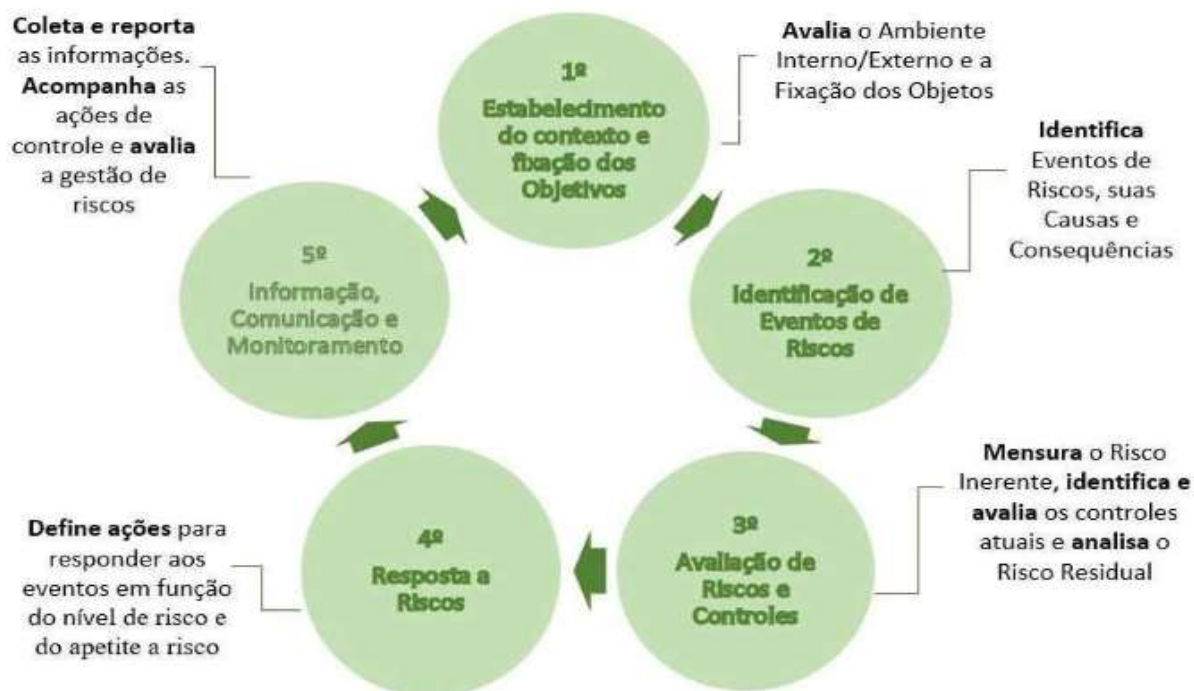 Coleta e reporta
as informações.
Acompanha as
ações de
controle e avalia
a gestão de
riscos
1º
Estabelecimento
do contexto e
fixação dos
Objetivos
Avalia o Ambiente
Interno/Externo e a
Fixação dos Objetos
Identifica
Eventos de
Riscos, suas
Causas e
Consequências
2º
Identificação de
Eventos de
Riscos
5º
Informação,
Comunicação e
Monitoramento
Mensura o Risco
Inerente, identifica e
avalia os controles
atuais e analisa o
Risco Residual
3º
Avaliação de
Riscos e
Controles
4º
Resposta a
Riscos
Define ações para
responder aos
eventos em função
do nível de risco e
do apetite a risco